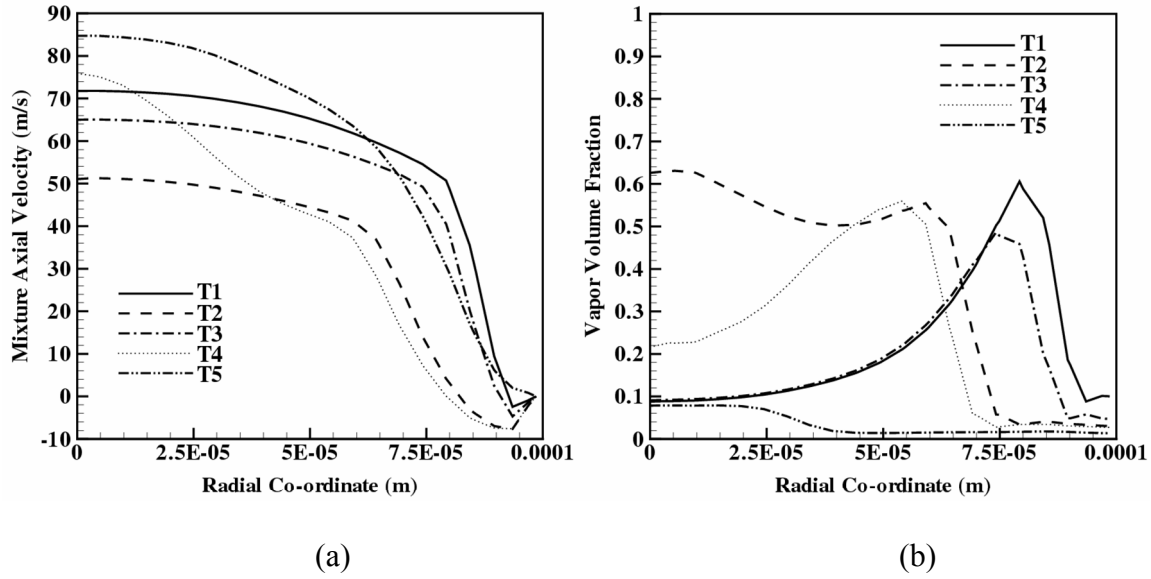 90
80
70
60
50
40
30
20
10
0
-10
Mixture Axial Velocity (m/s)
T1
T2
T3
T4
T5
0
2.5E-05
5E-05
7.5E-05
0.0001
Radial Co-ordinate (m)
(a)
1
0.9
0.8
0.7
0.6
0.5
0.4
0.3
0.2
0.1
0
Vapor Volume Fraction
T1
T2
T3
T4
T5
0
2.5E-05
5E-05
7.5E-05
0.0001
Radial Co-ordinate (m)
(b)